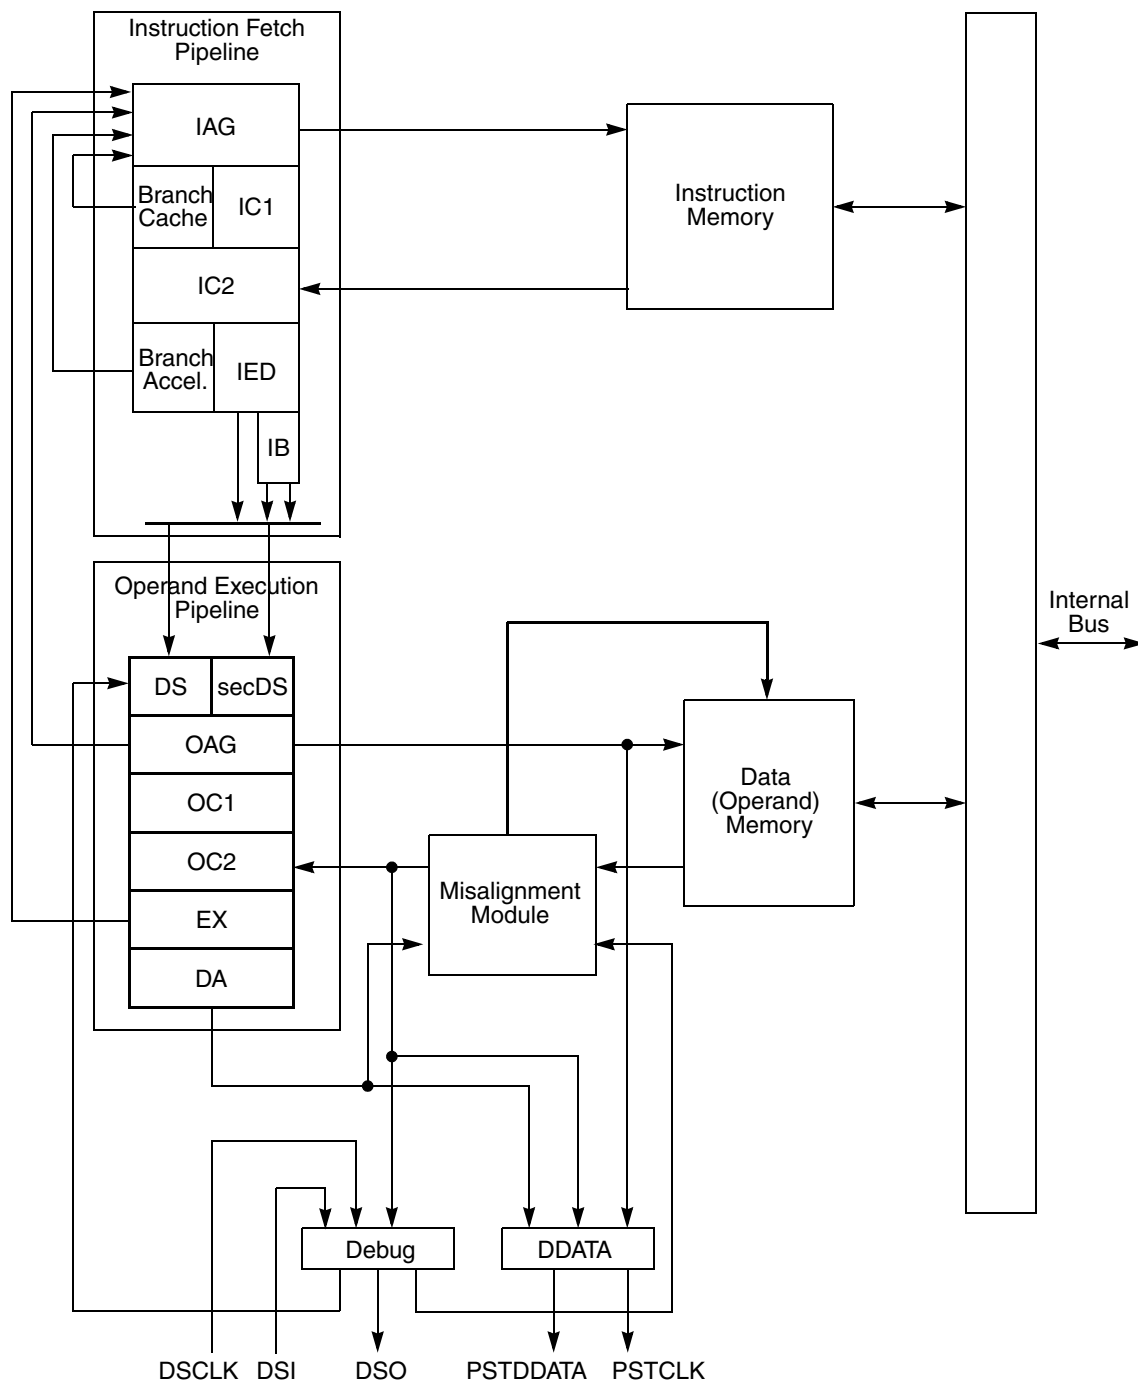 Instruction Fetch
Pipeline
IAG
Branch
Cache
IC1
IC2
Branch
Accel.
IED
IB
Instruction
Memory
Internal
Bus
Operand Execution
Pipeline
DS
secDS
OAG
OC1
OC2
EX
DA
Data
(Operand)
Memory
Misalignment
Module
Debug
DDATA
DSCLK
DSI
DSO
PSTDDATA
PSTCLK